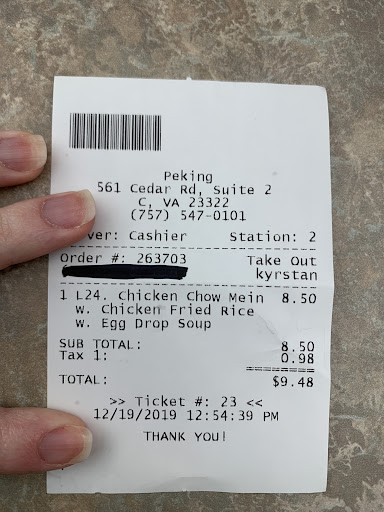 Peking
561 Cedar Rd, Suite 2
C, VA 23322
(757) 547-0101
ver: Cashier Station: 2
Order #: 263703 Take Out
kyrstan
1 L24. Chicken Chow Mein 8.50
w. Chicken Fried Rice
w. Egg Drop Soup
SUB TOTAL: 8.50
Tax 1: 0.98
TOTAL: $9.48
>> Ticket #: 23 <<
12/19/2019 12:54:39 PM
THANK YOU!